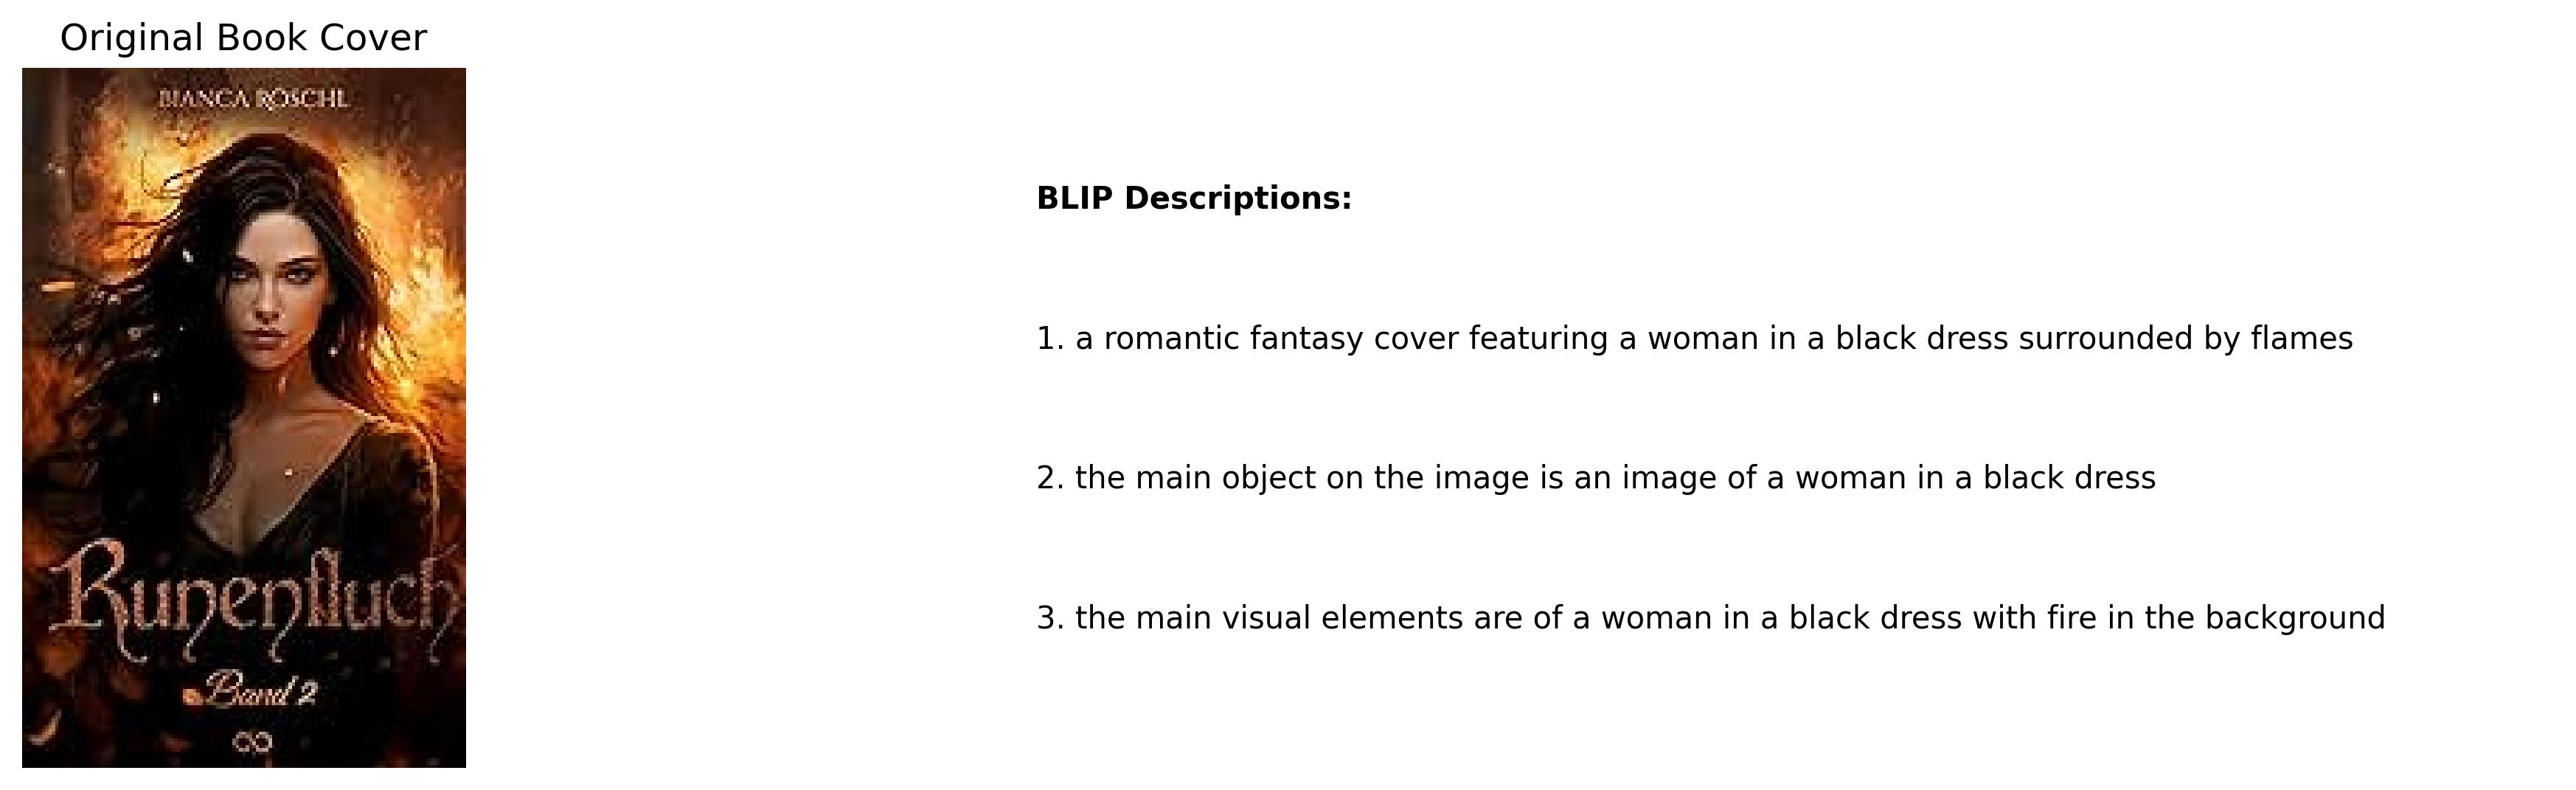 Original Book Cover
BIANCA RÖSCHL
Runenfluch
Band 2
BLIP Descriptions:
1. a romantic fantasy cover featuring a woman in a black dress surrounded by flames
2. the main object on the image is an image of a woman in a black dress
3. the main visual elements are of a woman in a black dress with fire in the background